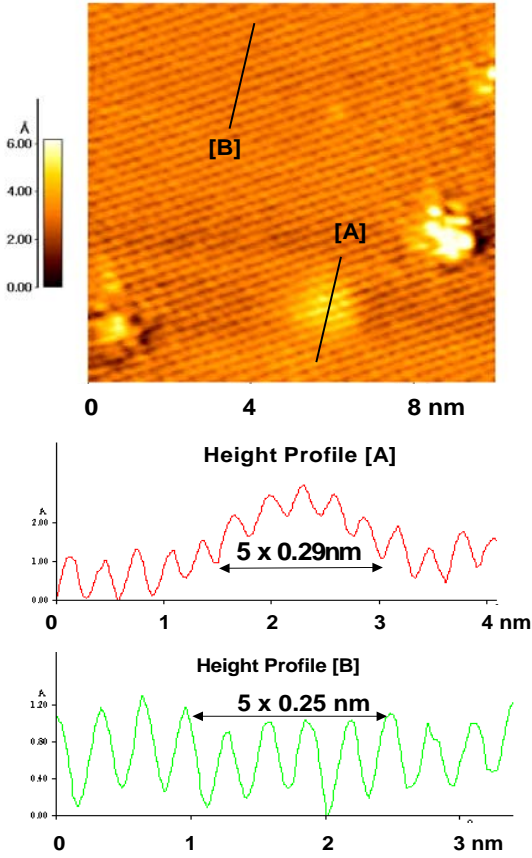 [B]
Å
6.00
4.00
2.00
0.00
[A]
0 4 8 nm
Height Profile [A]
Å
2.00
1.00
0.00
5 x 0.29nm
0 1 2 3 4 nm
Height Profile [B]
Å
1.20
0.80
0.40
0.00
5 x 0.25 nm
0 1 2 3 nm